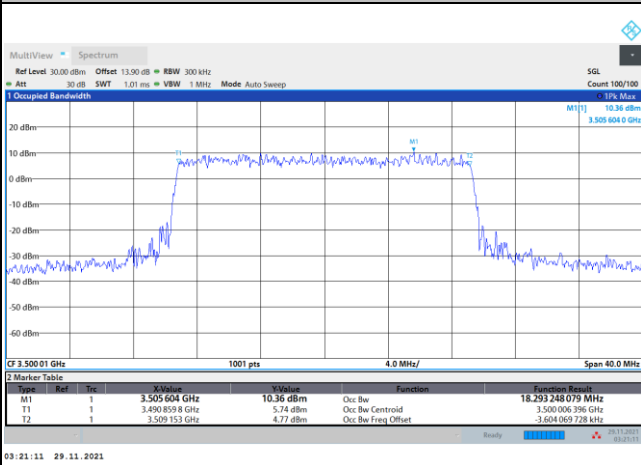 MultiView Spectrum
Ref Level 30.00 dBm Offset 13.90 dB RBW 300 kHz SGL
Att 30 dB SWT 1.01 ms VBW 1 MHz Mode Auto Sweep Count 100/100
1 Occupied Bandwidth 1Pk Max
M1[1] 10.36 dBm
3.505 604 0 GHz
20 dBm
M1
10 dBm
T1
T2
0 dBm
-10 dBm
-20 dBm
-30 dBm
-40 dBm
-50 dBm
-60 dBm
CF 3.500 01 GHz 1001 pts 4.0 MHz/ Span 40.0 MHz
2 Marker Table
Type Ref Trc X-Value Y-Value Function Function Result
M1 1 3.505 604 GHz 10.36 dBm Occ Bw 18.293 248 079 MHz
T1 1 3.490 859 8 GHz 5.74 dBm Occ Bw Centroid 3.500 006 396 GHz
T2 1 3.509 153 GHz 4.77 dBm Occ Bw Freq Offset -3.604 069 728 kHz
Ready 29.11.2021
03:21:11
03:21:11 29.11.2021